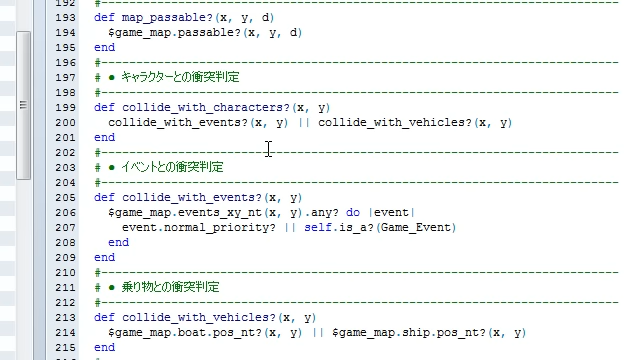 192 #--------------------------------------------------------------------------
193 def map_passable?(x, y, d)
194 $game_map.passable?(x, y, d)
195 end
196 #--------------------------------------------------------------------------
197 # ● キャラクターとの衝突判定
198 #--------------------------------------------------------------------------
199 def collide_with_characters?(x, y)
200 collide_with_events?(x, y) || collide_with_vehicles?(x, y)
201 end
202 #--------------------------------------------------------------------------
203 # ● イベントとの衝突判定
204 #--------------------------------------------------------------------------
205 def collide_with_events?(x, y)
206 $game_map.events_xy_nt(x, y).any? do |event|
207 event.normal_priority? || self.is_a?(Game_Event)
208 end
209 end
210 #--------------------------------------------------------------------------
211 # ● 乗り物との衝突判定
212 #--------------------------------------------------------------------------
213 def collide_with_vehicles?(x, y)
214 $game_map.boat.pos_nt?(x, y) || $game_map.ship.pos_nt?(x, y)
215 end